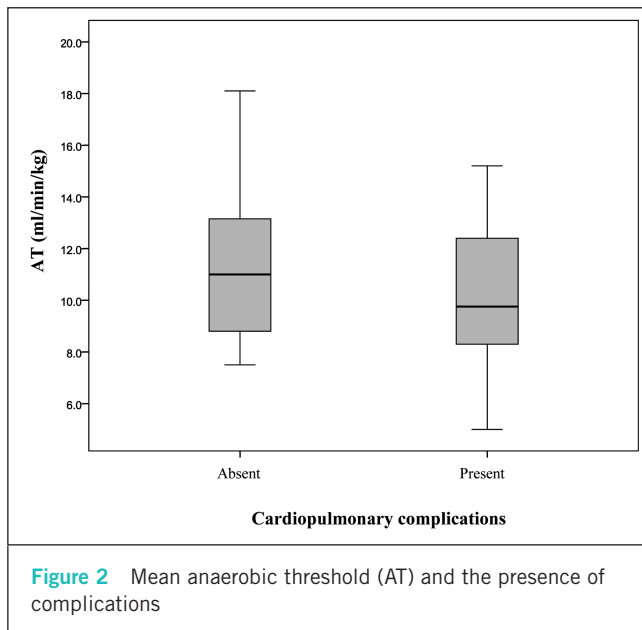 20.0
18.0
16.0
14.0
12.0
10.0
8.0
6.0
AT (ml/min/kg)
Absent Present
Cardiopulmonary complications
Figure 2 Mean anaerobic threshold (AT) and the presence of
complications